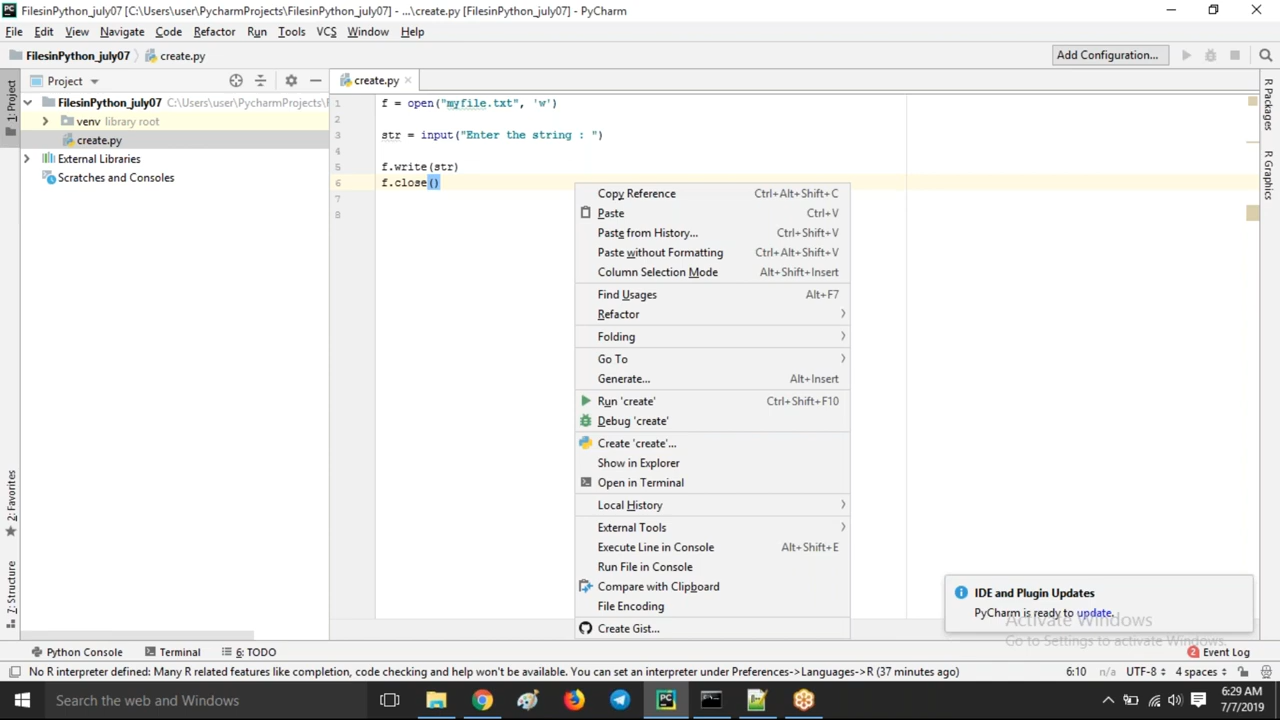 FilesinPython_july07 [C:\Users\user\PycharmProjects\FilesinPython_july07] - ...\create.py [FilesinPython_july07] - PyCharm
File Edit View Navigate Code Refactor Run Tools VCS Window Help
FilesinPython_july07 create.py Add Configuration...
Project create.py
FilesinPython_july07 C:\Users\user\PycharmProjects\
venv library root
create.py
External Libraries
Scratches and Consoles
1: Project
2: Favorites
7: Structure
1 f = open("myfile.txt", 'w')
2
3 str = input("Enter the string : ")
4
5 f.write(str)
6 f.close()
7
8
Copy Reference Ctrl+Alt+Shift+C
Paste Ctrl+V
Paste from History... Ctrl+Shift+V
Paste without Formatting Ctrl+Alt+Shift+V
Column Selection Mode Alt+Shift+Insert
Find Usages Alt+F7
Refactor
Folding
Go To
Generate... Alt+Insert
Run 'create' Ctrl+Shift+F10
Debug 'create'
Create 'create'...
Show in Explorer
Open in Terminal
Local History
External Tools
Execute Line in Console Alt+Shift+E
Run File in Console
Compare with Clipboard
File Encoding
Create Gist...
R Packages
R Graphics
IDE and Plugin Updates
PyCharm is ready to update.
Activate Windows
Go to Settings to activate Windows.
Python Console Terminal 6: TODO 2 Event Log
No R interpreter defined: Many R related features like completion, code checking and help won't be available. You can set an interpreter under Preferences->Languages->R (37 minutes ago) 6:10 n/a UTF-8 4 spaces
Search the Web and Windows
6:29 AM
7/7/2019